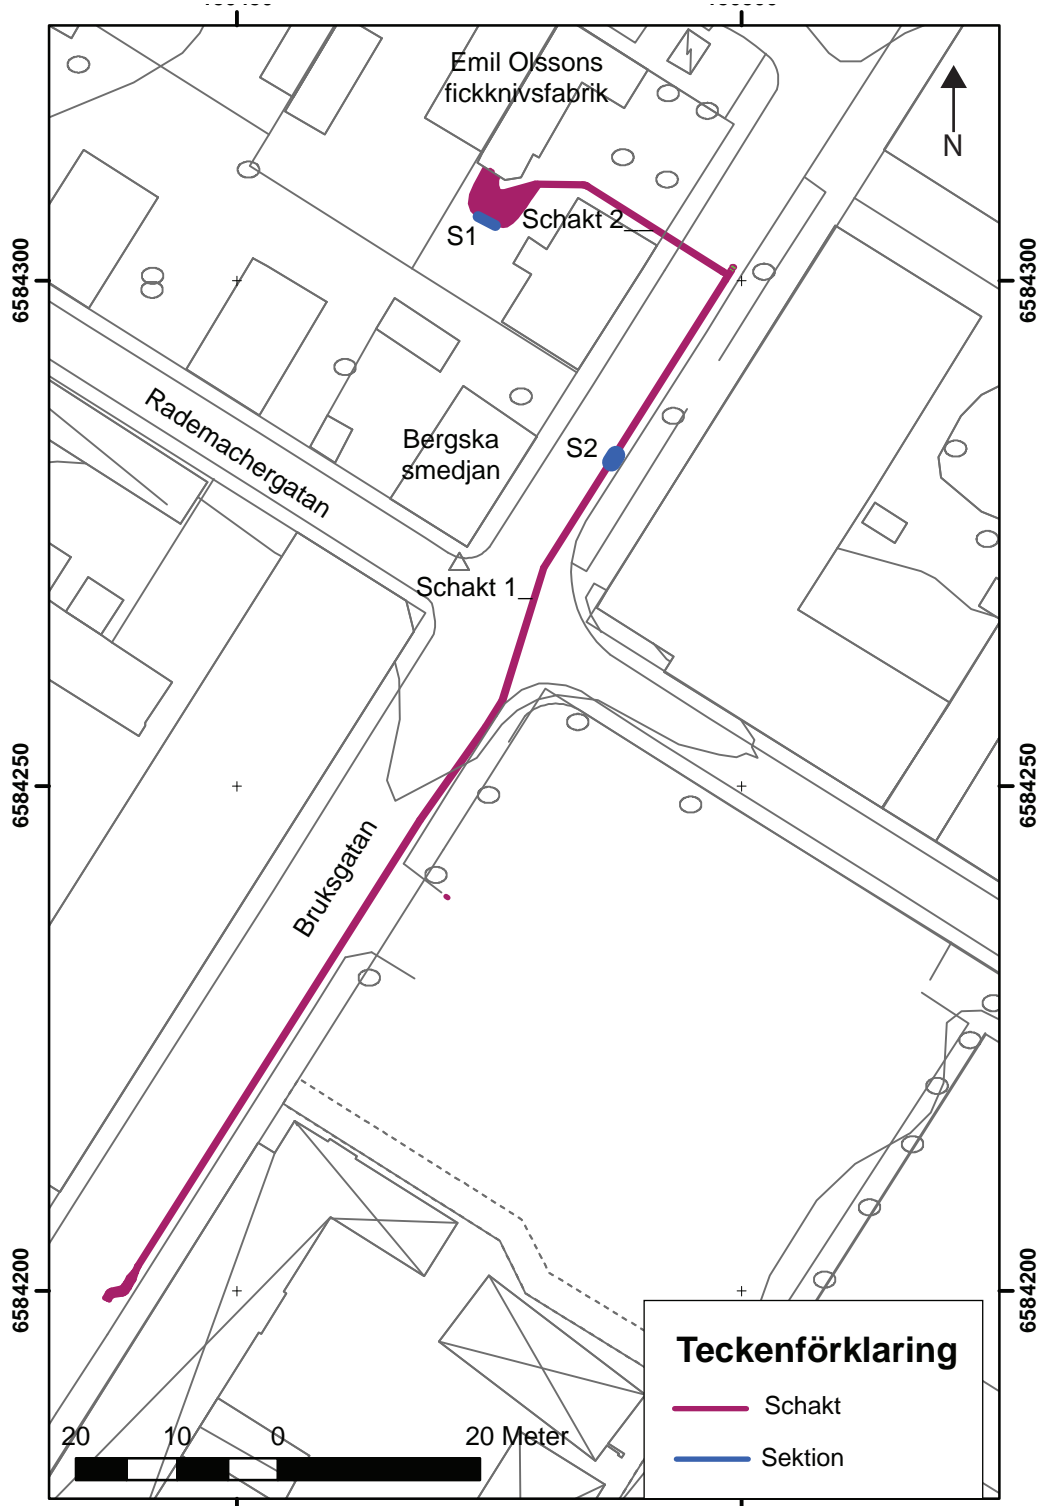 Emil Olssons
fickknivsfabrik
N
Schakt 2
S1
6584300
6584300
Rademachergatan
Bergska
smedjan
S2
Schakt 1
6584250
6584250
Bruksgatan
6584200
6584200
Teckenförklaring
Schakt
Sektion
20 10 0 20 Meter